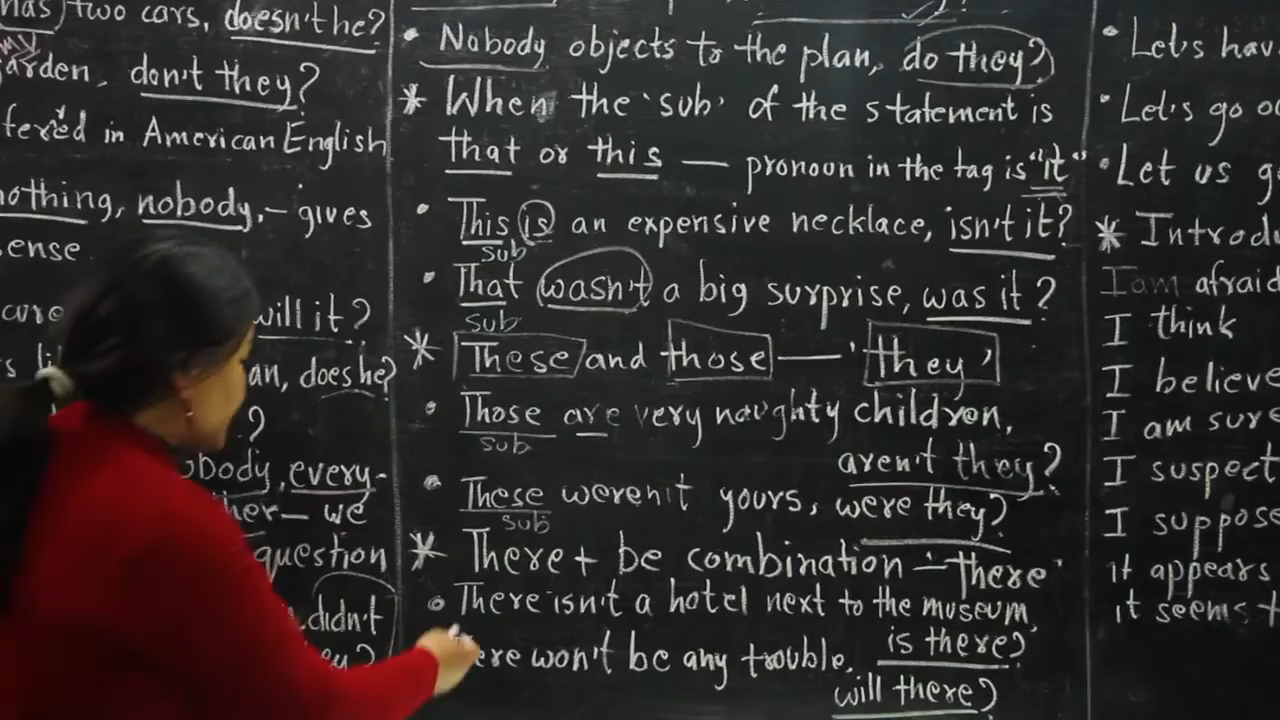 has two cars, doesn't he?
my
garden, don't they?
fered in American English
nothing, nobody, – gives
ense
care will it?
an, does he?
?
obody, every-
her – we
question
didn't
ey?
• Nobody objects to the plan, do they?
* When the 'sub' of the statement is
that or this — pronoon in the tag is "it"
• This is an expensive necklace, isn't it?
sub
• That wasn't a big surprise, was it?
sub
* These and those — 'they'
• Those are very naughty children,
sub
aren't they?
• These weren't yours, were they?
sub
* There + be combination – 'there'
• There isn't a hotel next to the museum,
is there?
ere won't be any trouble.
will there?
• Let's hav
• Let's go o
• Let us g
* Introdu
I am afraid
I think
I believe
I am sure
I suspect
I suppose
it appears
it seems t